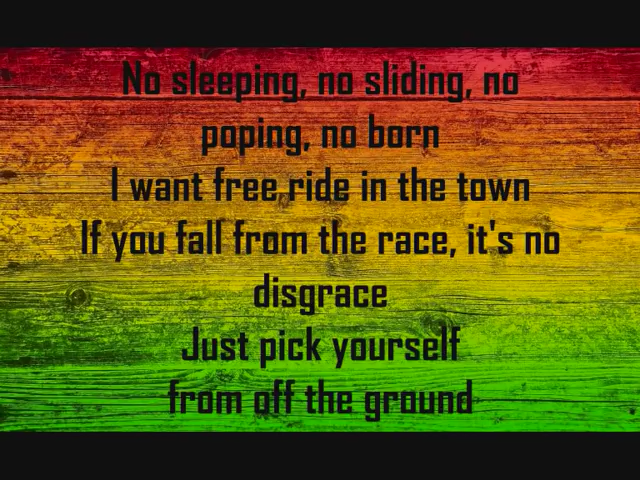 No sleeping, no sliding, no
poping, no born
I want free ride in the town
If you fall from the race, it's no
disgrace
Just pick yourself
from off the ground